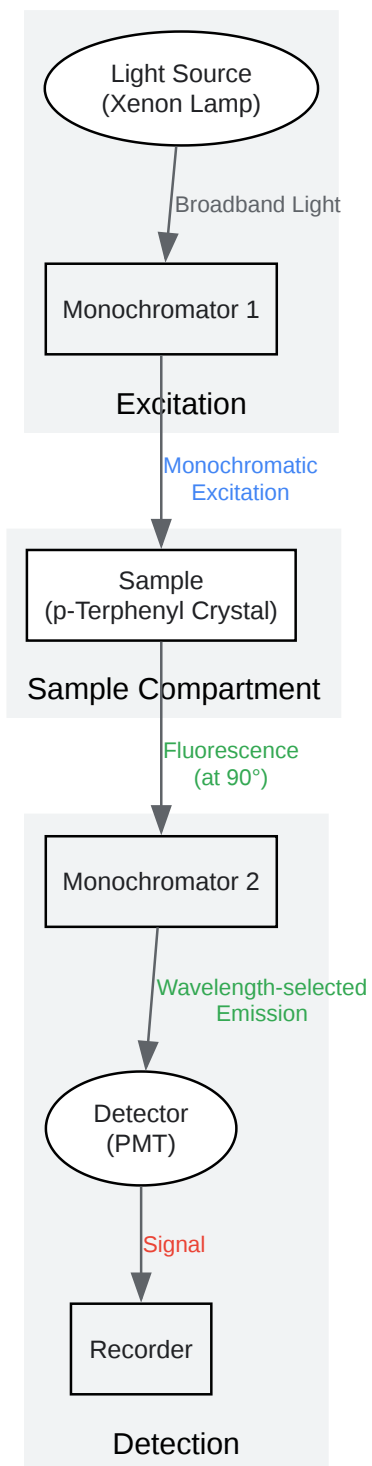 Light Source
(Xenon Lamp)
Broadband Light
Monochromator 1
Excitation
Monochromatic
Excitation
Sample
(p-Terphenyl Crystal)
Sample Compartment
Fluorescence
(at 90°)
Monochromator 2
Wavelength-selected
Emission
Detector
(PMT)
Signal
Recorder
Detection